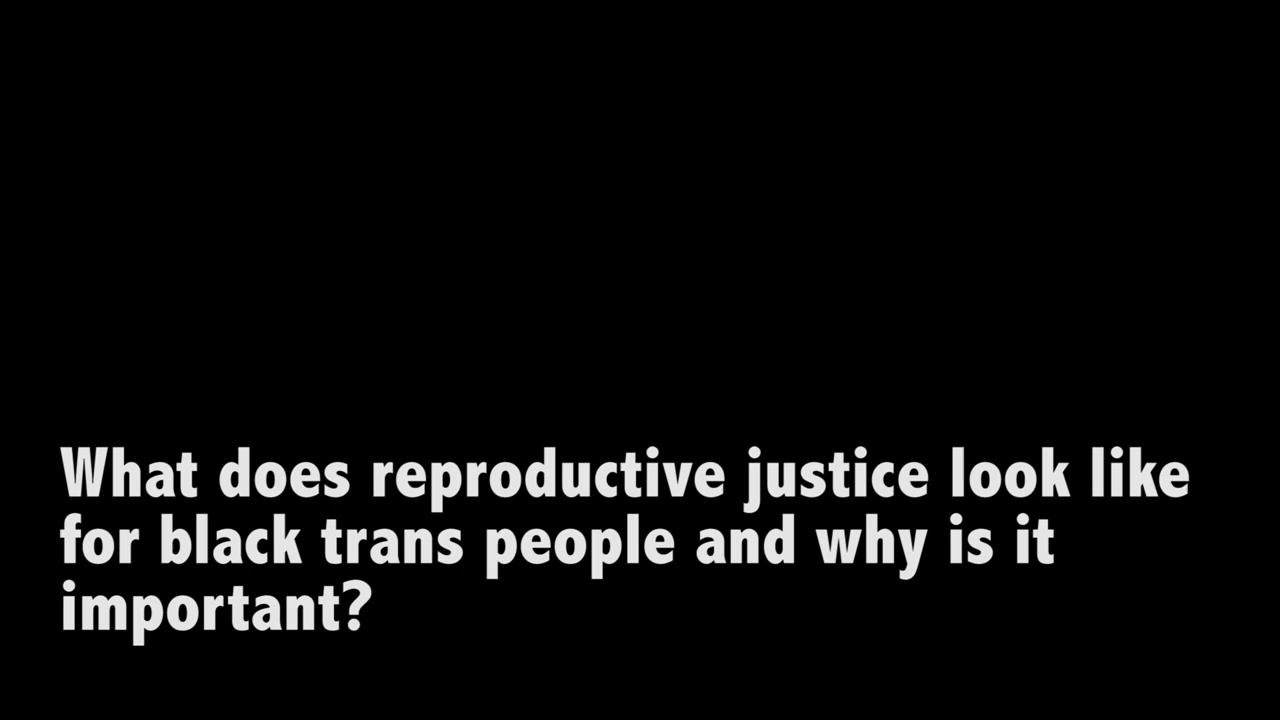 What does reproductive justice look like
for black trans people and why is it
important?